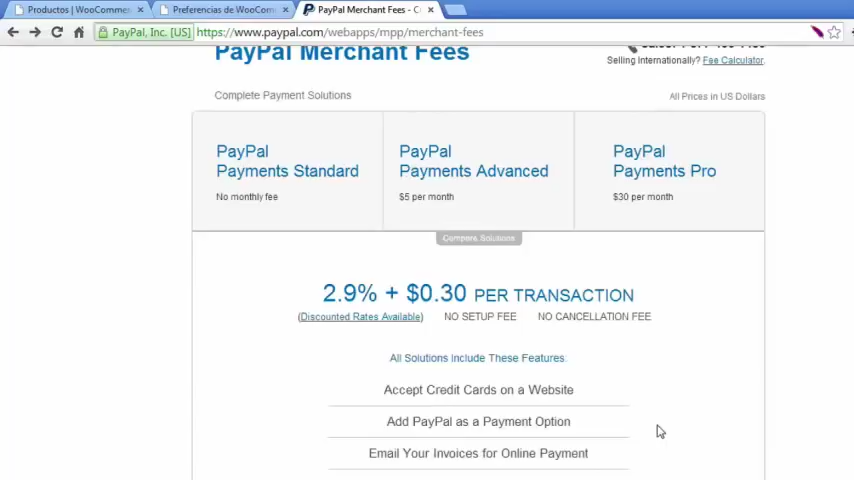 Productos | WooCommer
Preferencias de WooCom
PayPal Merchant Fees - C
PayPal, Inc. [US]
https://www.paypal.com/webapps/mpp/merchant-fees
PayPal Merchant Fees
Selling Internationally? Fee Calculator.
Complete Payment Solutions
All Prices in US Dollars
PayPal
Payments Standard
No monthly fee
PayPal
Payments Advanced
$5 per month
PayPal
Payments Pro
$30 per month
Compare Solutions
2.9% + $0.30 PER TRANSACTION
(Discounted Rates Available)
NO SETUP FEE
NO CANCELLATION FEE
All Solutions Include These Features.
Accept Credit Cards on a Website
Add PayPal as a Payment Option
Email Your Invoices for Online Payment